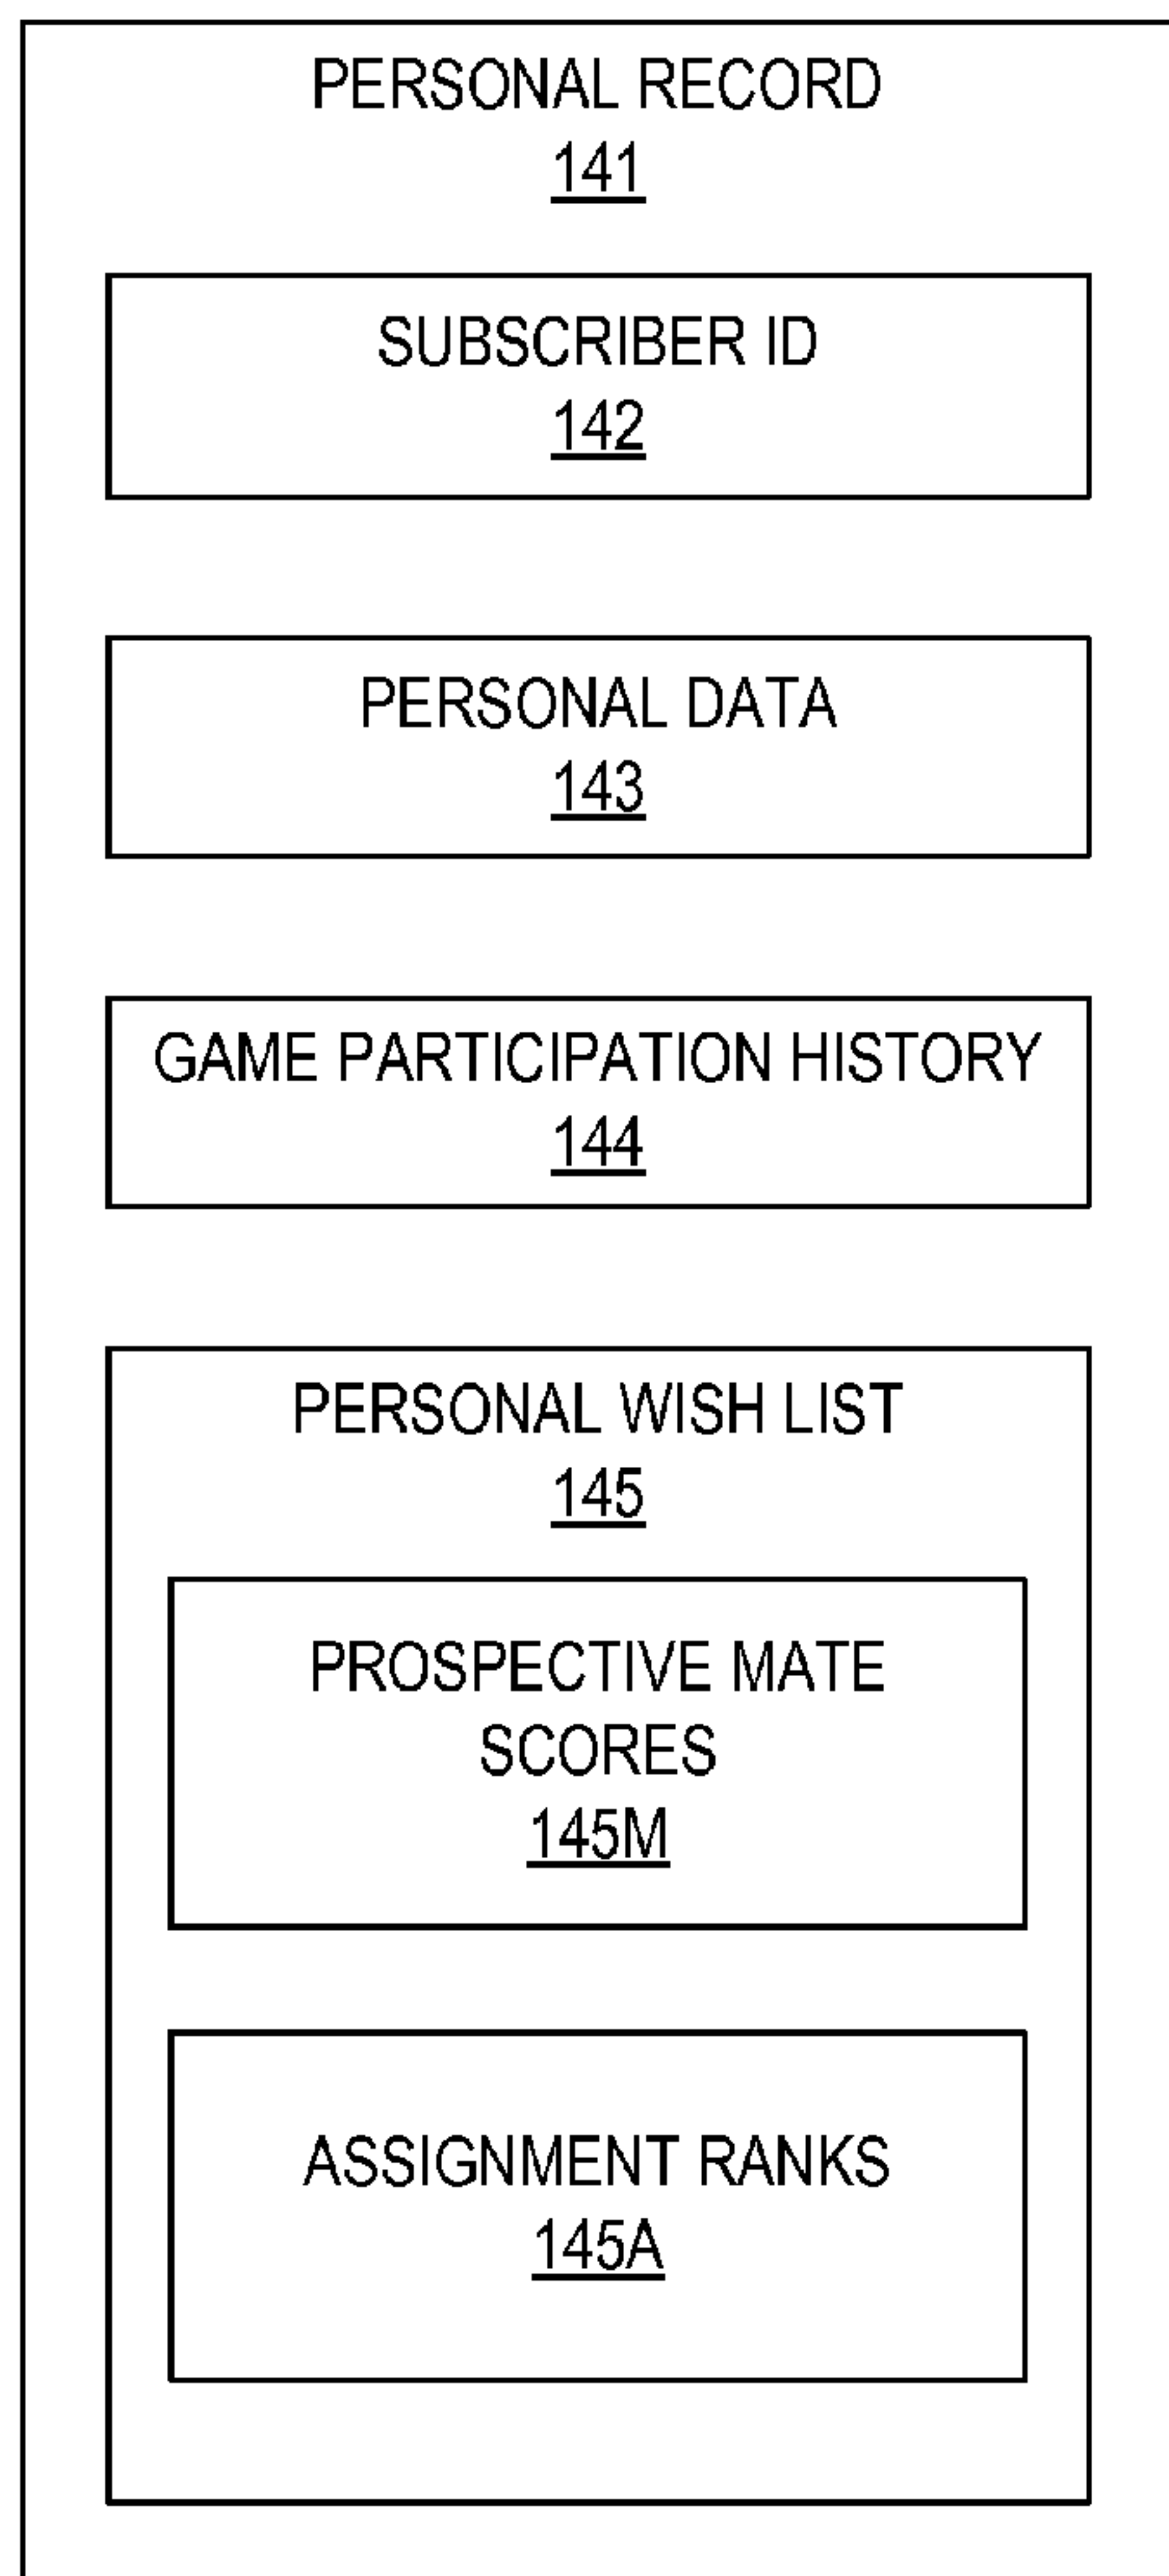 PERSONAL RECORD
141
SUBSCRIBER ID
142
PERSONAL DATA
143
GAME PARTICIPATION HISTORY
144
PERSONAL WISH LIST
145
PROSPECTIVE MATE
SCORES
145M
ASSIGNMENT RANKS
145A